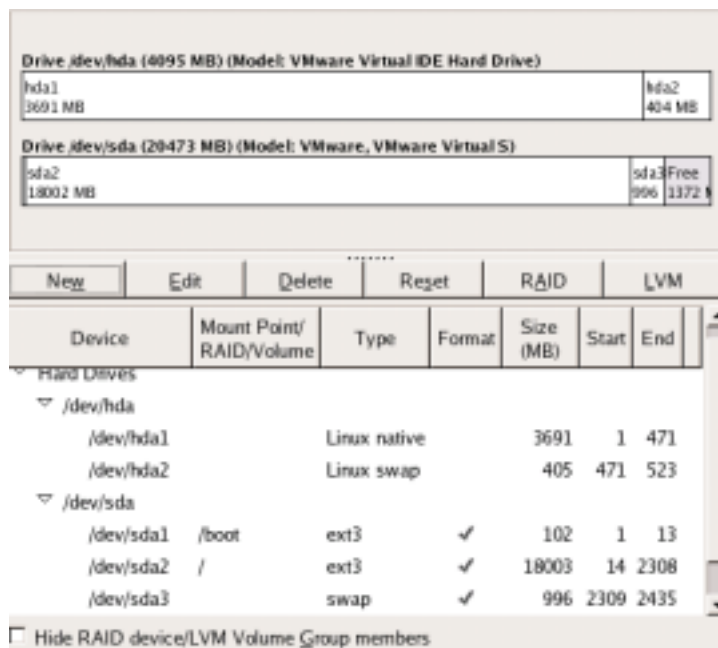 Drive /dev/hda (4095 MB) (Model: VMware Virtual IDE Hard Drive)
hda1 hda2
3691 MB 404 MB
Drive /dev/sda (20473 MB) (Model: VMware, VMware Virtual S)
sda2 sda3 Free
18002 MB 996 1372 M
New Edit Delete Reset RAID LVM
Device Mount Point/ RAID/Volume Type Format Size (MB) Start End
Hard Drives
/dev/hda
/dev/hda1 Linux native 3691 1 471
/dev/hda2 Linux swap 405 471 523
/dev/sda
/dev/sda1 /boot ext3 ✓ 102 1 13
/dev/sda2 / ext3 ✓ 18003 14 2308
/dev/sda3 swap ✓ 996 2309 2435
Hide RAID device/LVM Volume Group members